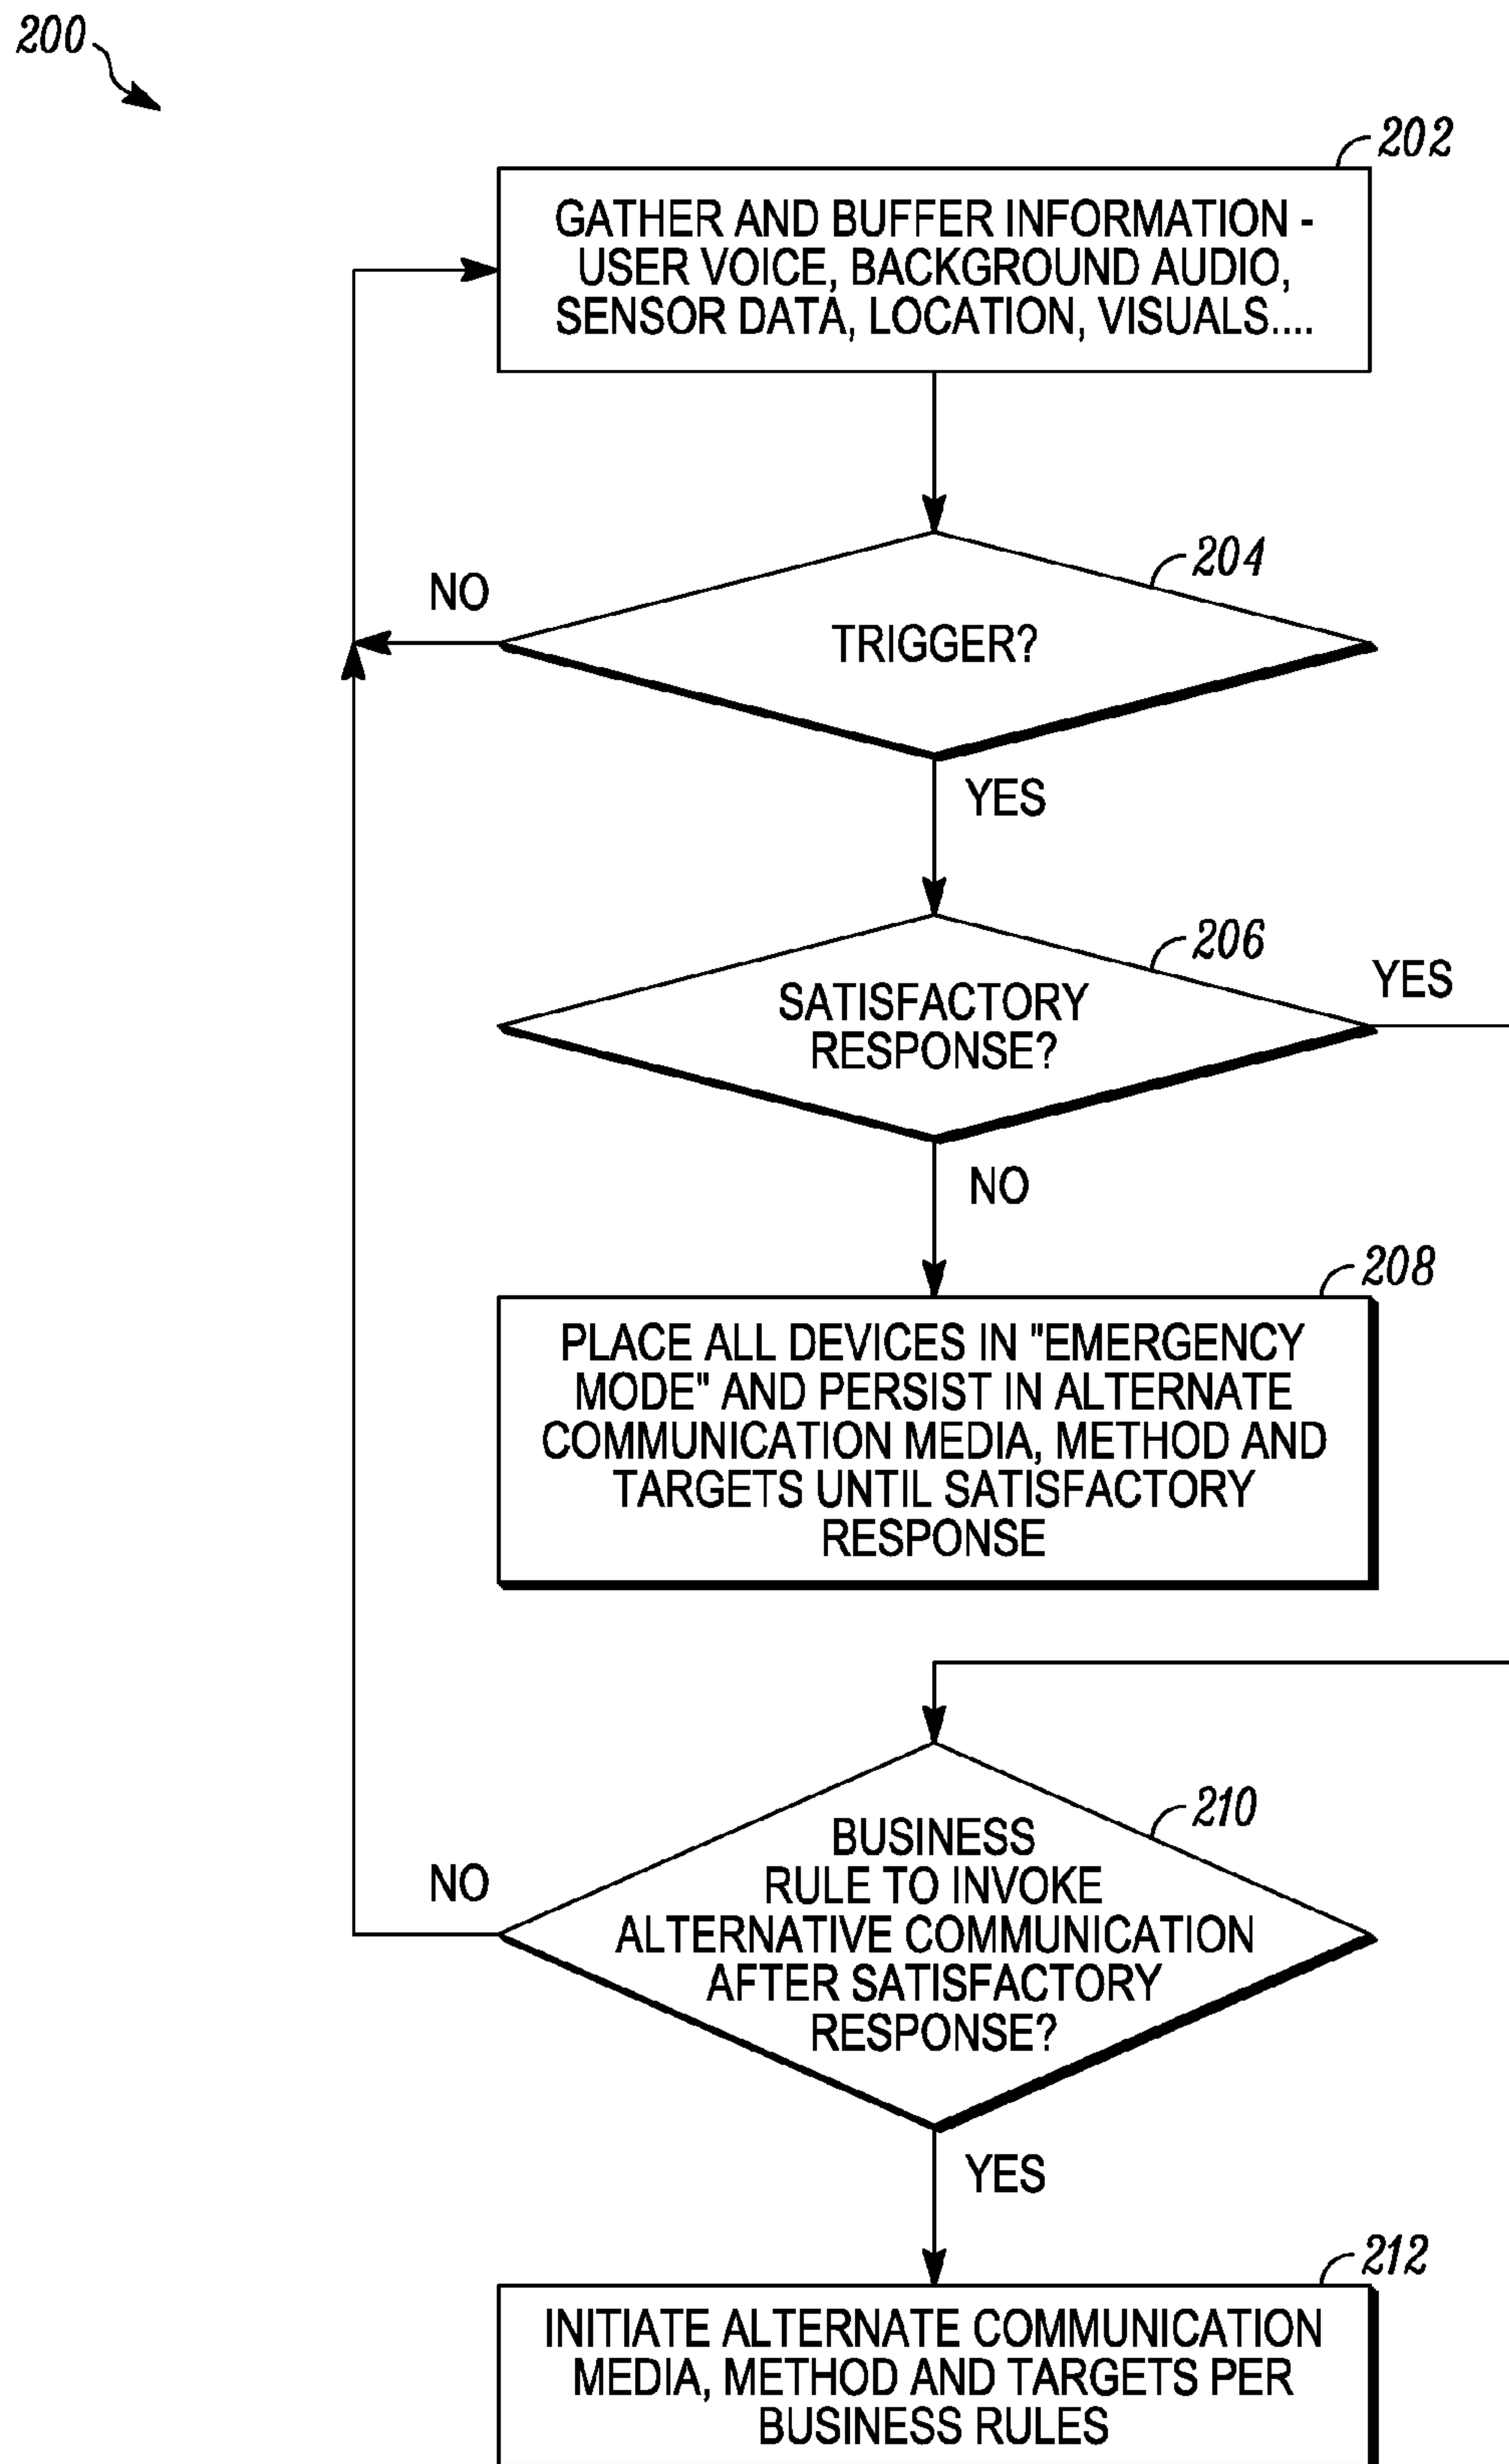 200
202
GATHER AND BUFFER INFORMATION -
USER VOICE, BACKGROUND AUDIO,
SENSOR DATA, LOCATION, VISUALS....
204
NO
TRIGGER?
YES
206
YES
SATISFACTORY
RESPONSE?
NO
208
PLACE ALL DEVICES IN "EMERGENCY
MODE" AND PERSIST IN ALTERNATE
COMMUNICATION MEDIA, METHOD AND
TARGETS UNTIL SATISFACTORY
RESPONSE
210
NO
BUSINESS
RULE TO INVOKE
ALTERNATIVE COMMUNICATION
AFTER SATISFACTORY
RESPONSE?
YES
212
INITIATE ALTERNATE COMMUNICATION
MEDIA, METHOD AND TARGETS PER
BUSINESS RULES